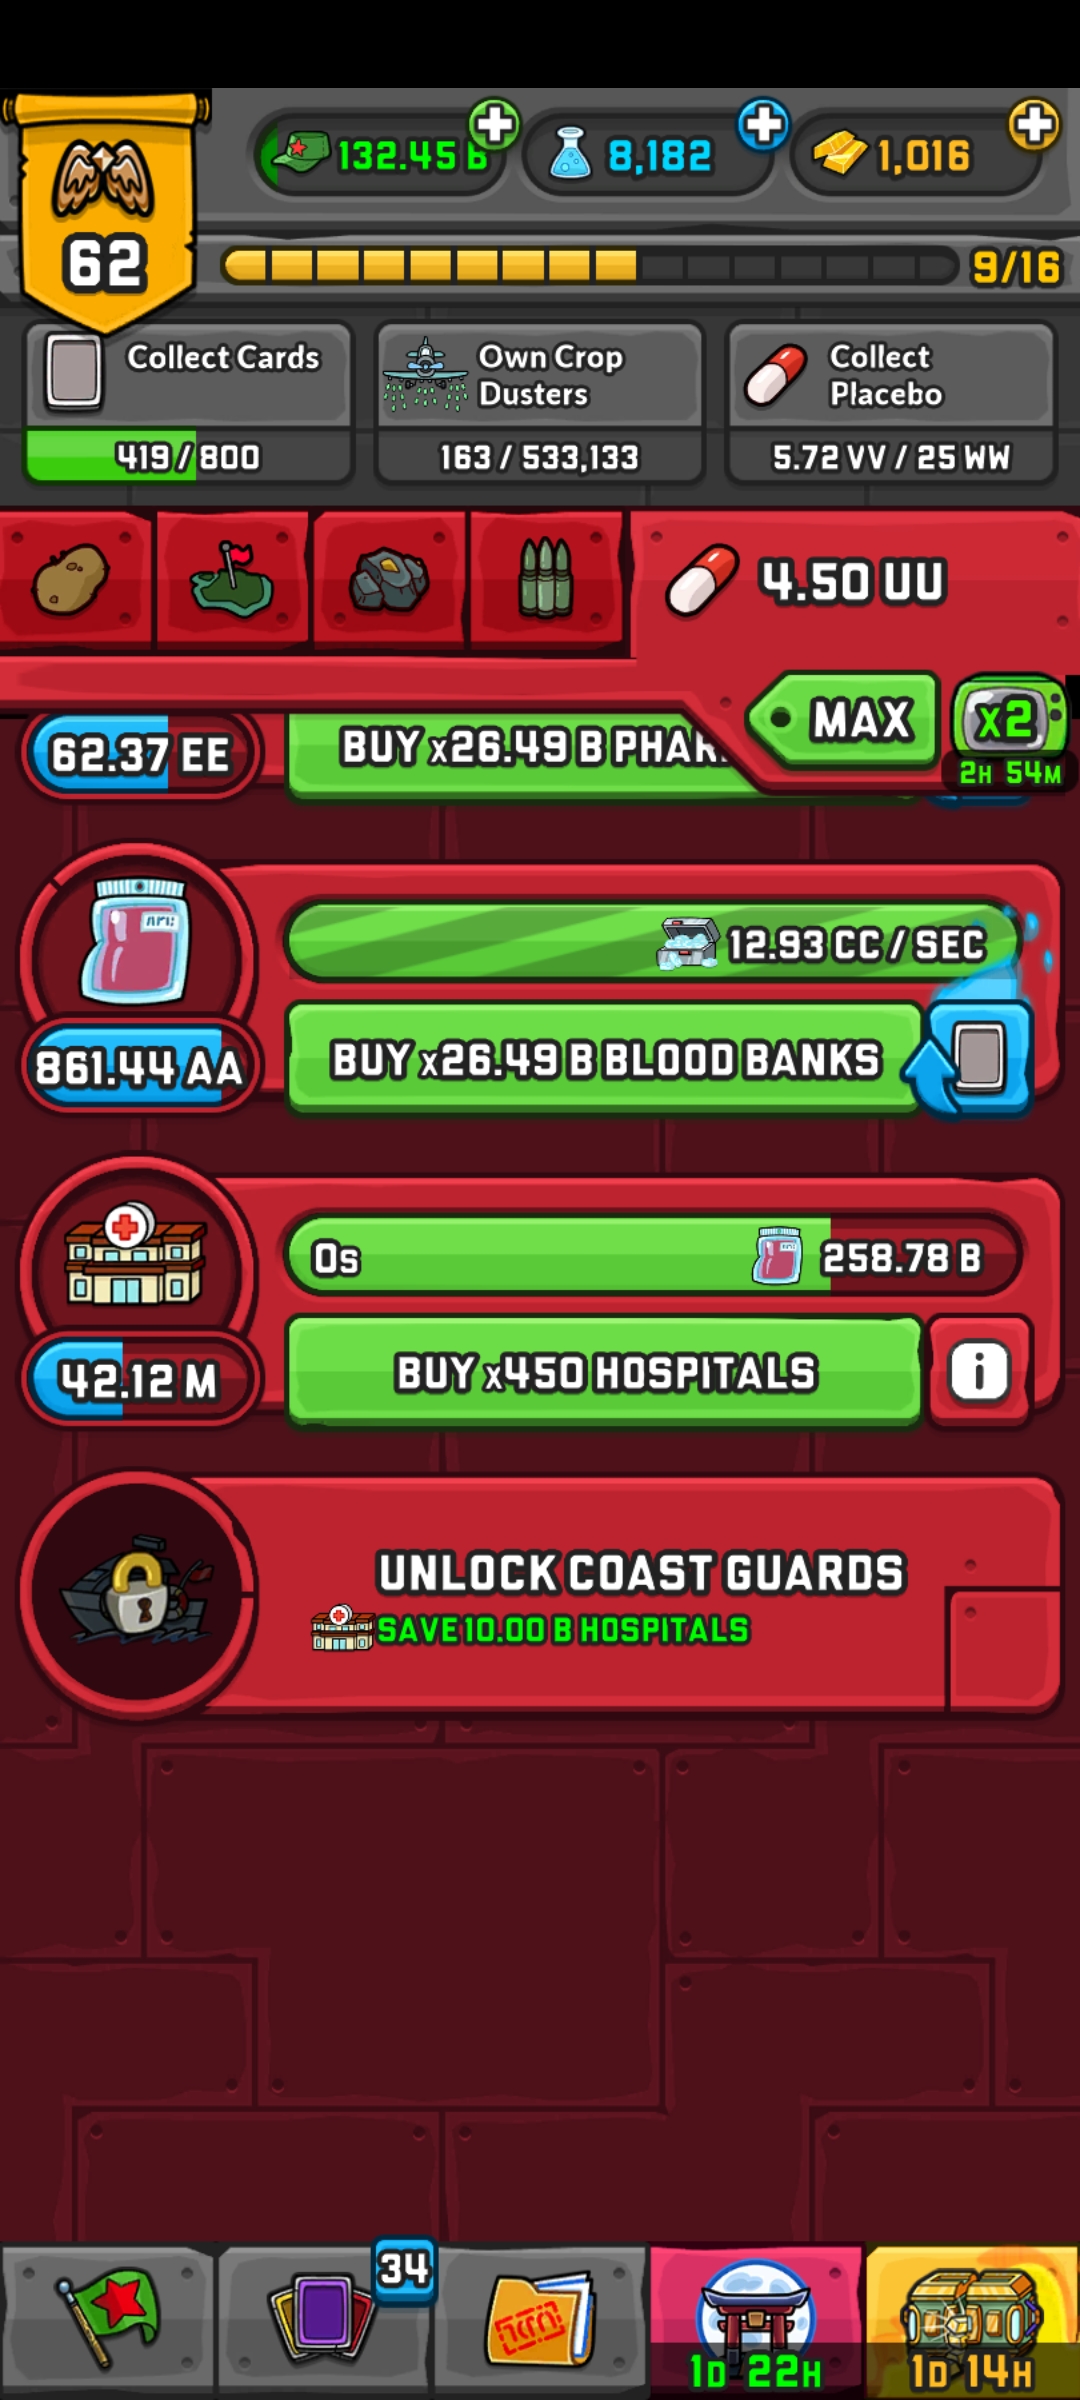 132.45 B
8,182
1,016
62
9/16
Collect Cards
419 / 800
Own Crop
Dusters
163 / 533,133
Collect
Placebo
5.72 VV / 25 WW
4.50 UU
MAX
x2
2H 54M
62.37 EE
BUY x26.49 B PHAR
12.93 CC / SEC
861.44 AA
BUY x26.49 B BLOOD BANKS
0s
258.78 B
42.12 M
BUY x450 HOSPITALS
i
UNLOCK COAST GUARDS
SAVE 10.00 B HOSPITALS
34
1D 22H
1D 14H